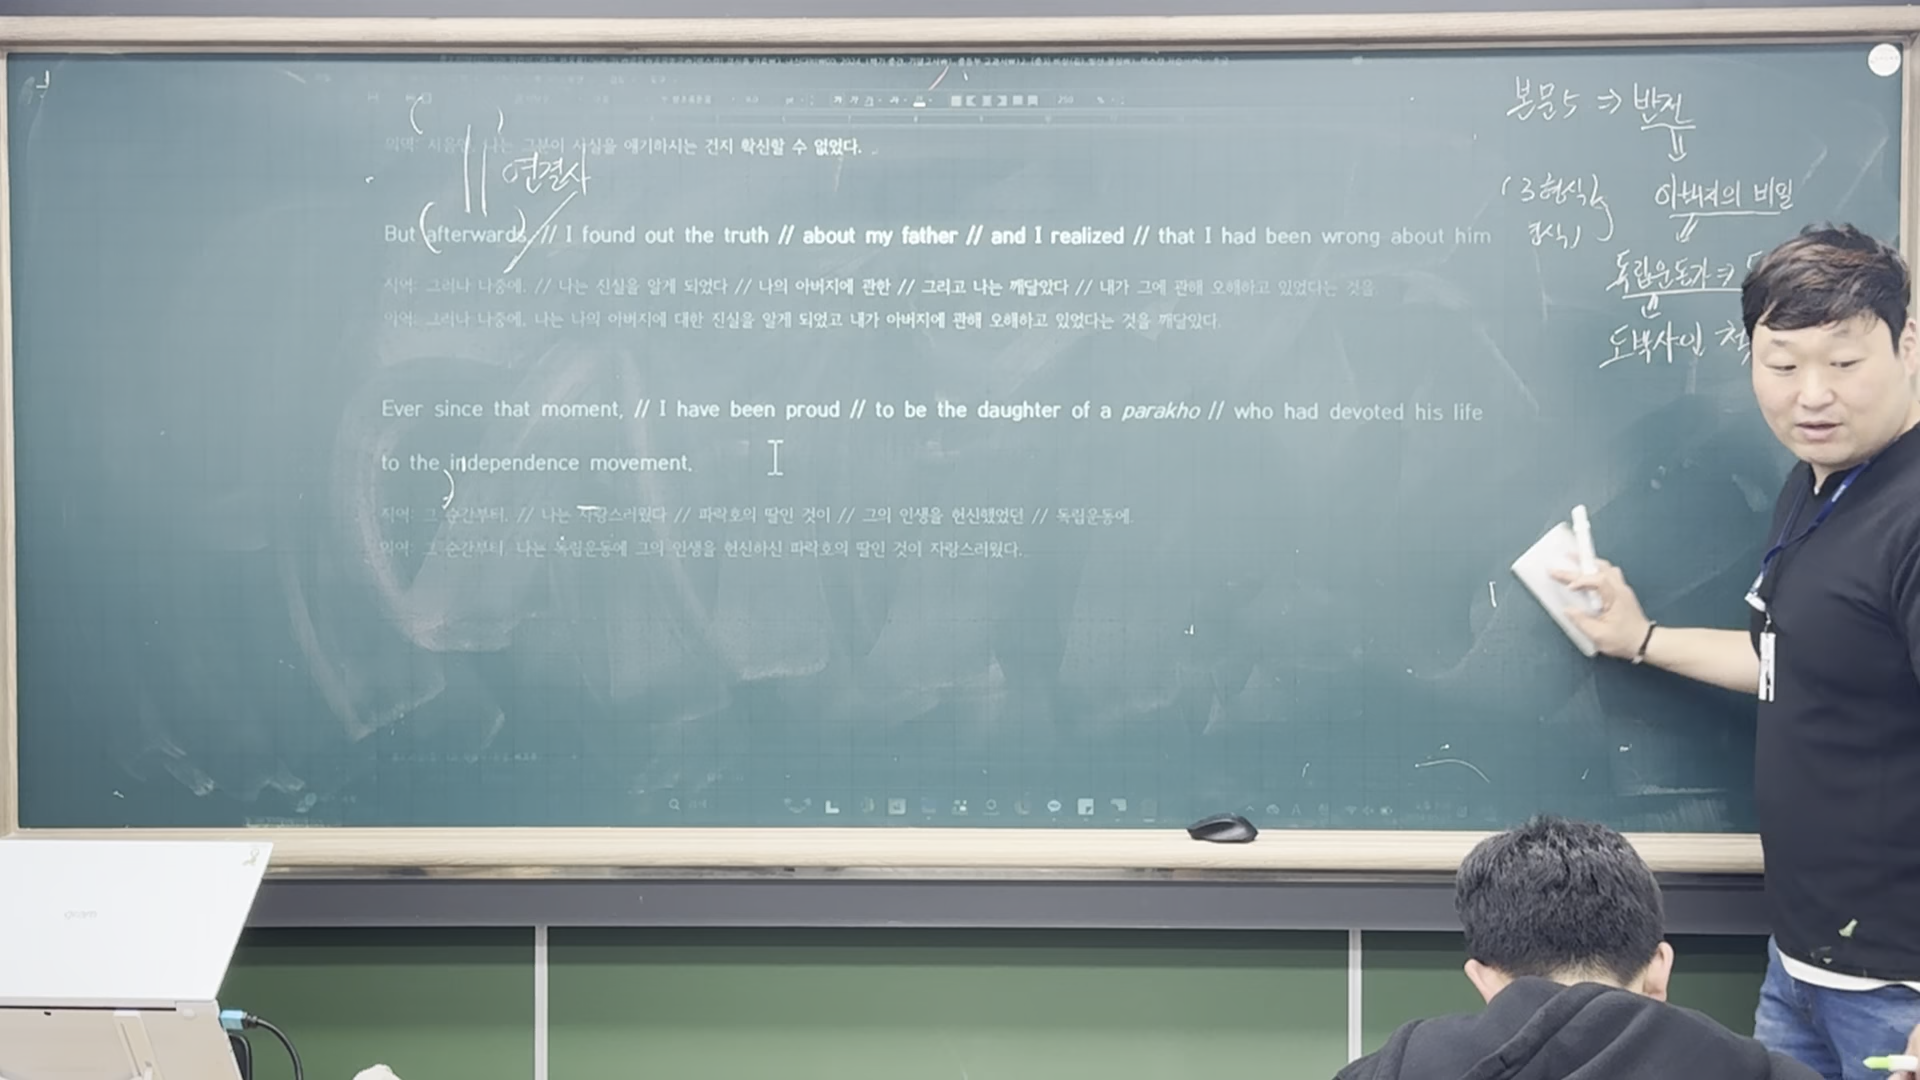 의역: 처음엔, 나는 그분이 사실을 얘기하시는 건지 확신할 수 없었다.
연결사
But afterwards, // I found out the truth // about my father // and I realized // that I had been wrong about him
직역: 그러나 나중에, // 나는 진실을 알게 되었다 // 나의 아버지에 관한 // 그리고 나는 깨달았다 // 내가 그에 관해 오해하고 있었다는 것을.
의역: 그러나 나중에, 나는 나의 아버지에 대한 진실을 알게 되었고 내가 아버지에 관해 오해하고 있었다는 것을 깨달았다.
Ever since that moment, // I have been proud // to be the daughter of a parakho // who had devoted his life
to the independence movement.
직역: 그 순간부터, // 나는 자랑스러웠다 // 파락호의 딸인 것이 // 그의 인생을 헌신했었던 // 독립운동에.
의역: 그 순간부터, 나는 독립운동에 그의 인생을 헌신하신 파락호의 딸인 것이 자랑스러웠다.
본문5 ⇒ 반전
3형식
아버지의 비밀
독립운동가 ⇒
도박사인 척
gram